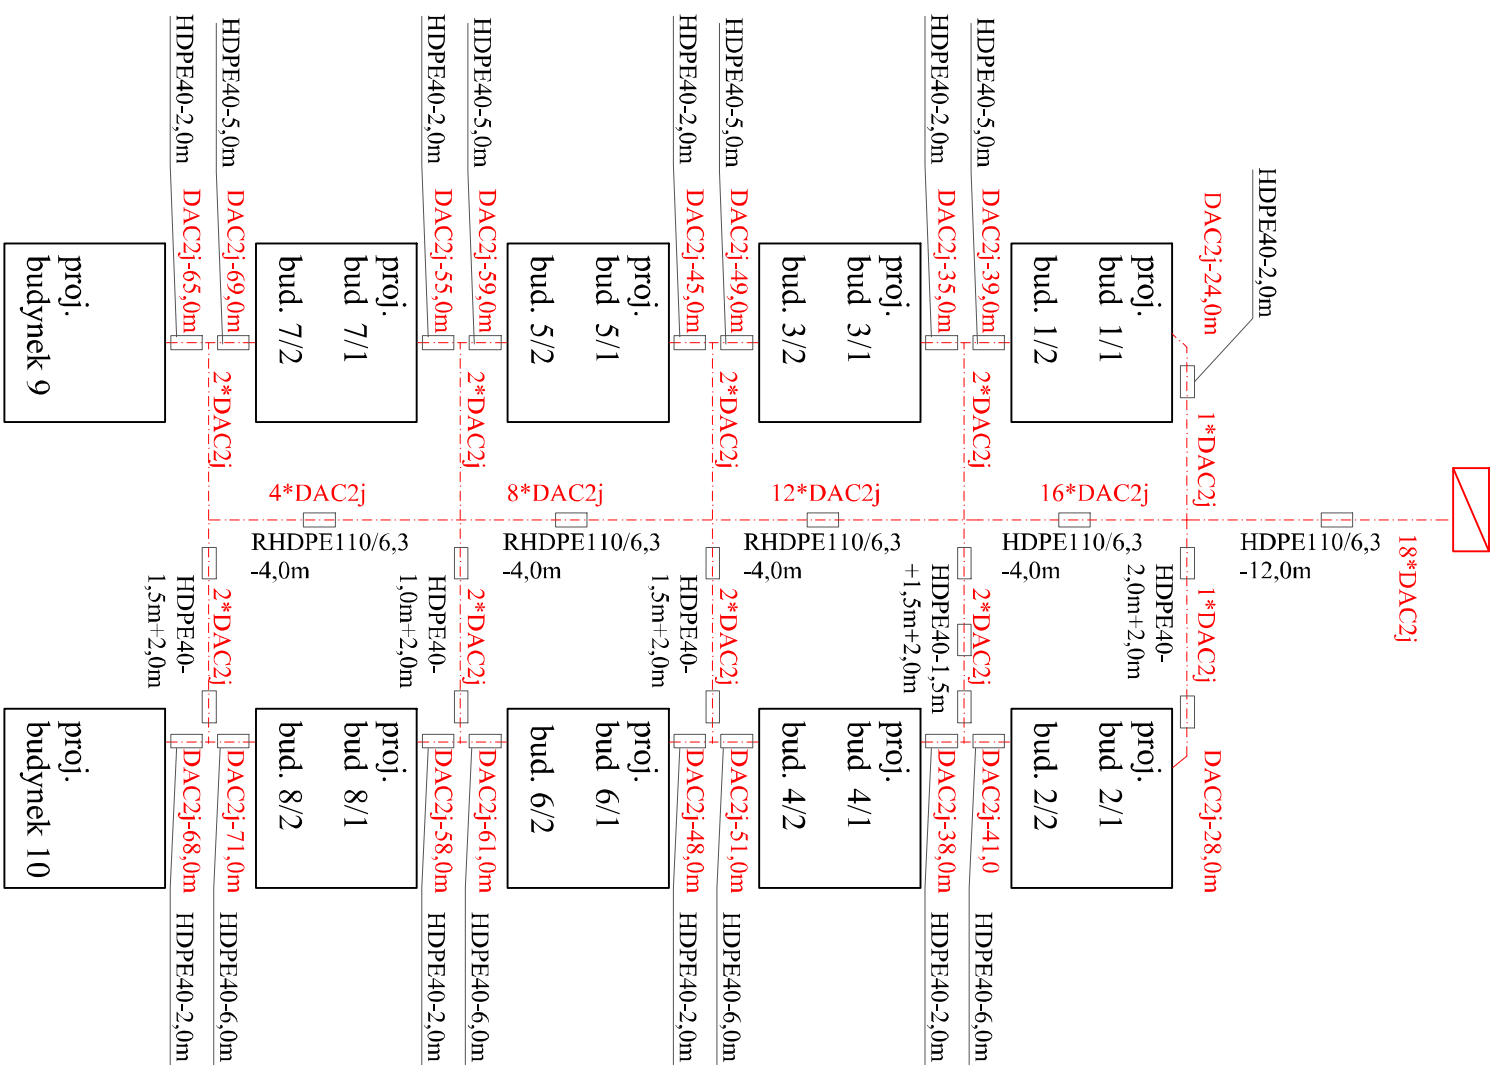 HDPE40-2,0m
HDPE40-5,0m
HDPE40-2,0m
HDPE40-5,0m
HDPE40-2,0m
HDPE40-5,0m
HDPE40-2,0m
HDPE40-5,0m
HDPE40-2,0m
DAC2j-65,0m
DAC2j-69,0m
DAC2j-55,0m
DAC2j-59,0m
DAC2j-45,0m
DAC2j-49,0m
DAC2j-35,0m
DAC2j-39,0m
DAC2j-24,0m
proj.
budynek 9
proj.
bud 7/1
bud. 7/2
proj.
bud 5/1
bud. 5/2
proj.
bud 3/1
bud. 3/2
proj.
bud 1/1
bud. 1/2
2*DAC2j
2*DAC2j
2*DAC2j
2*DAC2j
1*DAC2j
4*DAC2j
8*DAC2j
12*DAC2j
16*DAC2j
18*DAC2j
RHDPE110/6,3
-4,0m
RHDPE110/6,3
-4,0m
RHDPE110/6,3
-4,0m
HDPE110/6,3
-4,0m
HDPE110/6,3
-12,0m
HDPE40-
1,5m+2,0m
2*DAC2j
HDPE40-
1,0m+2,0m
2*DAC2j
HDPE40-
1,5m+2,0m
2*DAC2j
HDPE40-1,5m
+1,5m+2,0m
2*DAC2j
HDPE40-
2,0m+2,0m
1*DAC2j
proj.
budynek 10
proj.
bud 8/1
bud. 8/2
proj.
bud 6/1
bud. 6/2
proj.
bud 4/1
bud. 4/2
proj.
bud 2/1
bud. 2/2
DAC2j-68,0m
DAC2j-71,0m
DAC2j-58,0m
DAC2j-61,0m
DAC2j-48,0m
DAC2j-51,0m
DAC2j-38,0m
DAC2j-41,0
DAC2j-28,0m
HDPE40-2,0m
HDPE40-6,0m
HDPE40-2,0m
HDPE40-6,0m
HDPE40-2,0m
HDPE40-6,0m
HDPE40-2,0m
HDPE40-6,0m